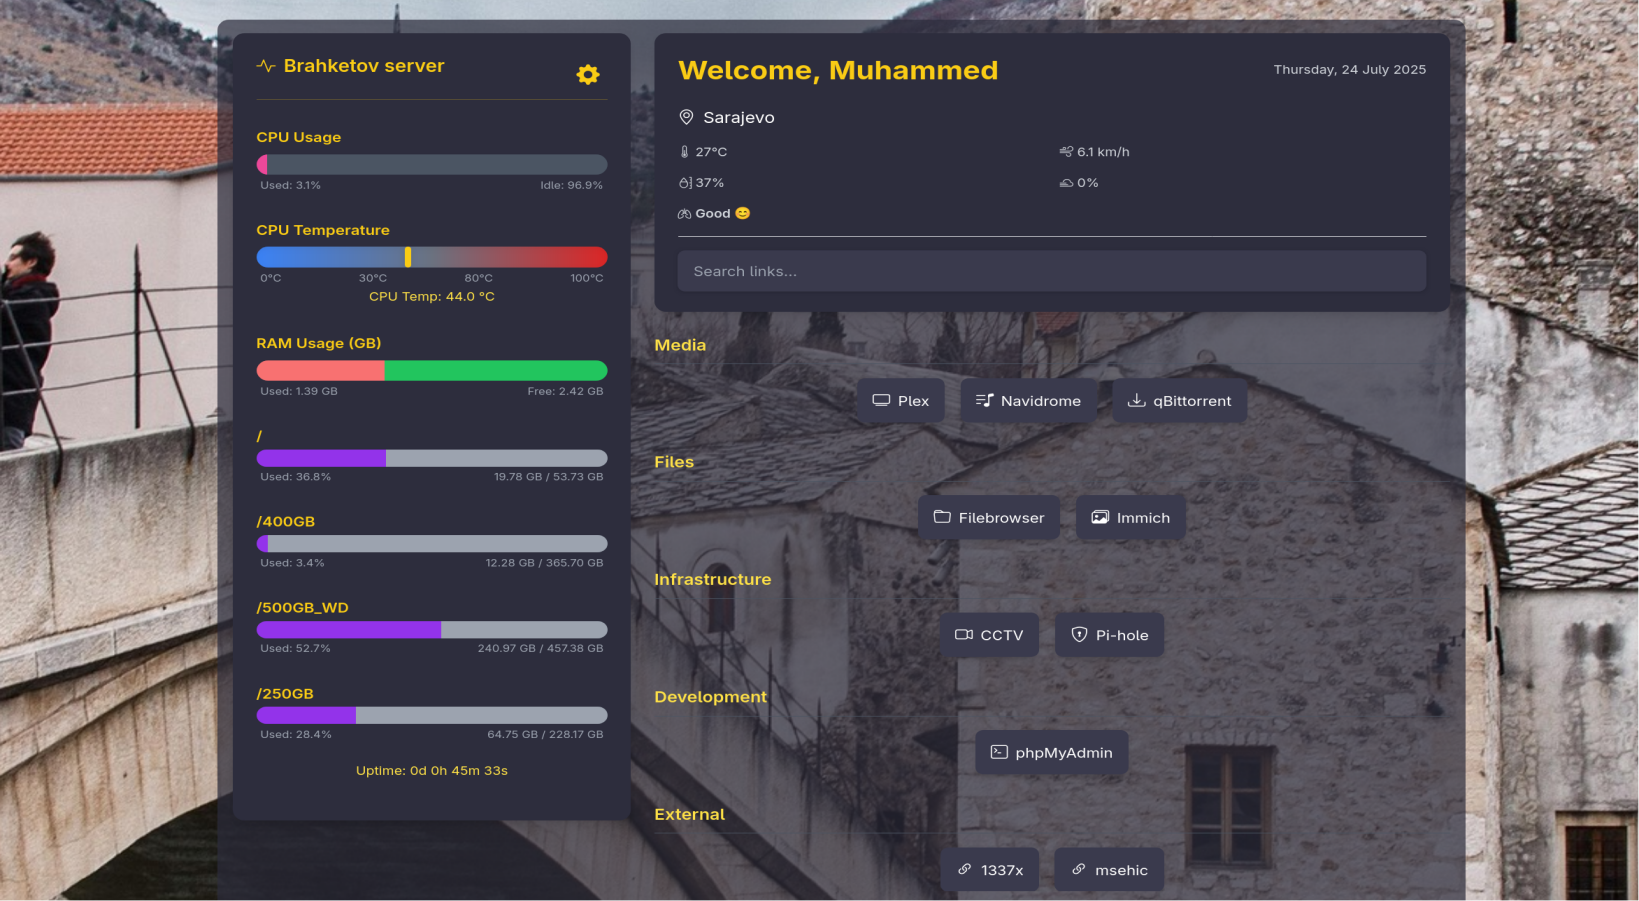 Brahketov server
CPU Usage
Used: 3.1% Idle: 96.9%
CPU Temperature
0°C 30°C 80°C 100°C
CPU Temp: 44.0 °C
RAM Usage (GB)
Used: 1.39 GB Free: 2.42 GB
/
Used: 36.8% 19.78 GB / 53.73 GB
/400GB
Used: 3.4% 12.28 GB / 365.70 GB
/500GB_WD
Used: 52.7% 240.97 GB / 457.38 GB
/250GB
Used: 28.4% 64.75 GB / 228.17 GB
Uptime: 0d 0h 45m 33s
Welcome, Muhammed
Thursday, 24 July 2025
Sarajevo
27°C 6.1 km/h
37% 0%
Good 😊
Search links...
Media
Plex Navidrome qBittorrent
Files
Filebrowser Immich
Infrastructure
CCTV Pi-hole
Development
phpMyAdmin
External
1337x msehic